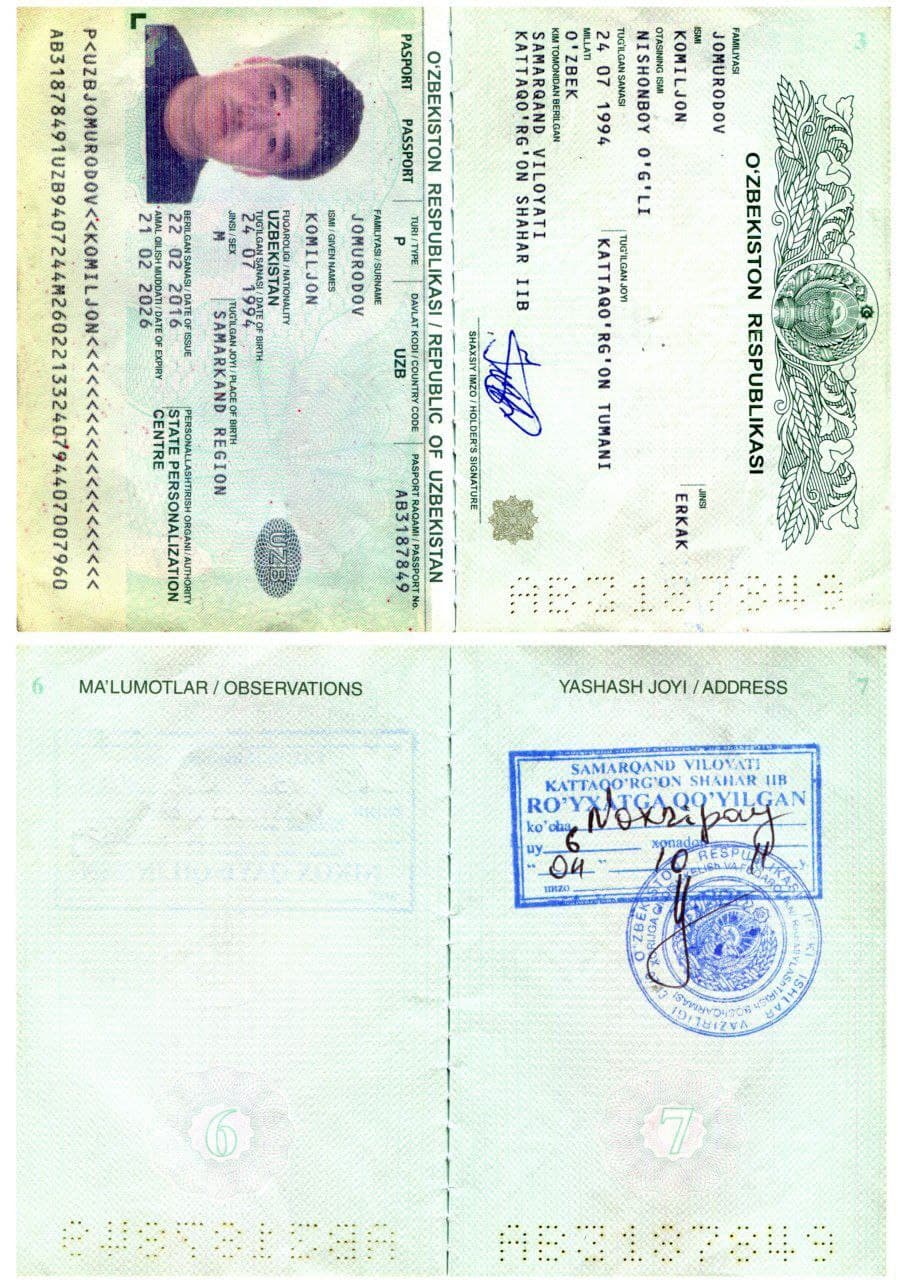 3
O'ZBEKISTON RESPUBLIKASI
FAMILIYASI
JOMURODOV
ISMI
KOMILJON
JINSI
ERKAK
OTASINING ISMI
NISHONBOY O'G'LI
TUG'ILGAN SANASI
24 07 1994
TUG'ILGAN JOYI
KATTAQO'RG'ON TUMANI
MILLATI
O'ZBEK
KIM TOMONIDAN BERILGAN
SAMARQAND VILOYATI
KATTAQO'RG'ON SHAHAR IIB
SHAXSIY IMZO / HOLDER'S SIGNATURE
AB3187849
O'ZBEKISTON RESPUBLIKASI / REPUBLIC OF UZBEKISTAN
PASPORT PASSPORT
TURI / TYPE
P
DAVLAT KODI / COUNTRY CODE
UZB
PASPORT RAQAMI / PASSPORT No.
AB3187849
FAMILIYASI / SURNAME
JOMURODOV
ISMI / GIVEN NAMES
KOMILJON
FUQAROLIGI / NATIONALITY
UZBEKISTAN
TUG'ILGAN SANASI / DATE OF BIRTH
24 07 1994
JINSI / SEX
M
TUG'ILGAN JOYI / PLACE OF BIRTH
SAMARKAND REGION
BERILGAN SANASI / DATE OF ISSUE
22 02 2016
AMAL QILISH MUDDATI / DATE OF EXPIRY
21 02 2026
PERSONALLASHTIRISH ORGANI / AUTHORITY
STATE PERSONALIZATION
CENTRE
UZB
P<UZBJOMURODOV<<KOMILJON<<<<<<<<<<<<<<<<<<<<
AB31878491UZB9407244M26022133240794407007960
6
MA'LUMOTLAR / OBSERVATIONS
6
YASHASH JOYI / ADDRESS
7
SAMARQAND VILOYATI
KATTAQO'RG'ON SHAHAR IIB
RO'YXATGA QO'YILGAN
ko'cha
uy 6 xonadon
"04" 10
imzo
O'ZBEKISTON RESPUBLIKASI ICHKI ISHLAR VAZIRLIGI
7
AB3187849